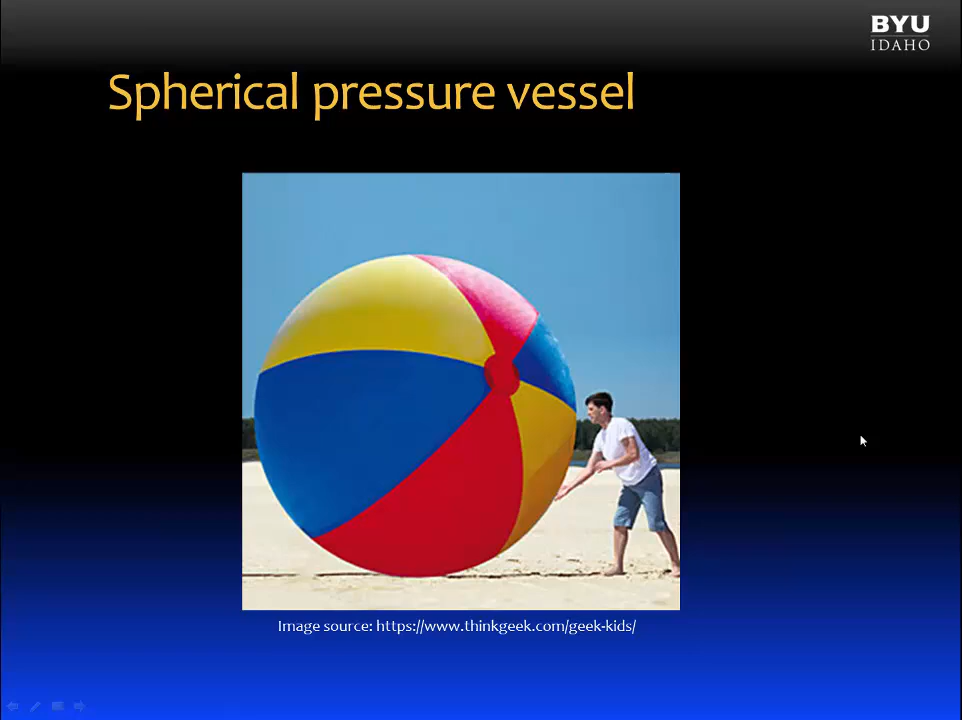 BYU
IDAHO
Spherical pressure vessel
Image source: https://www.thinkgeek.com/geek-kids/